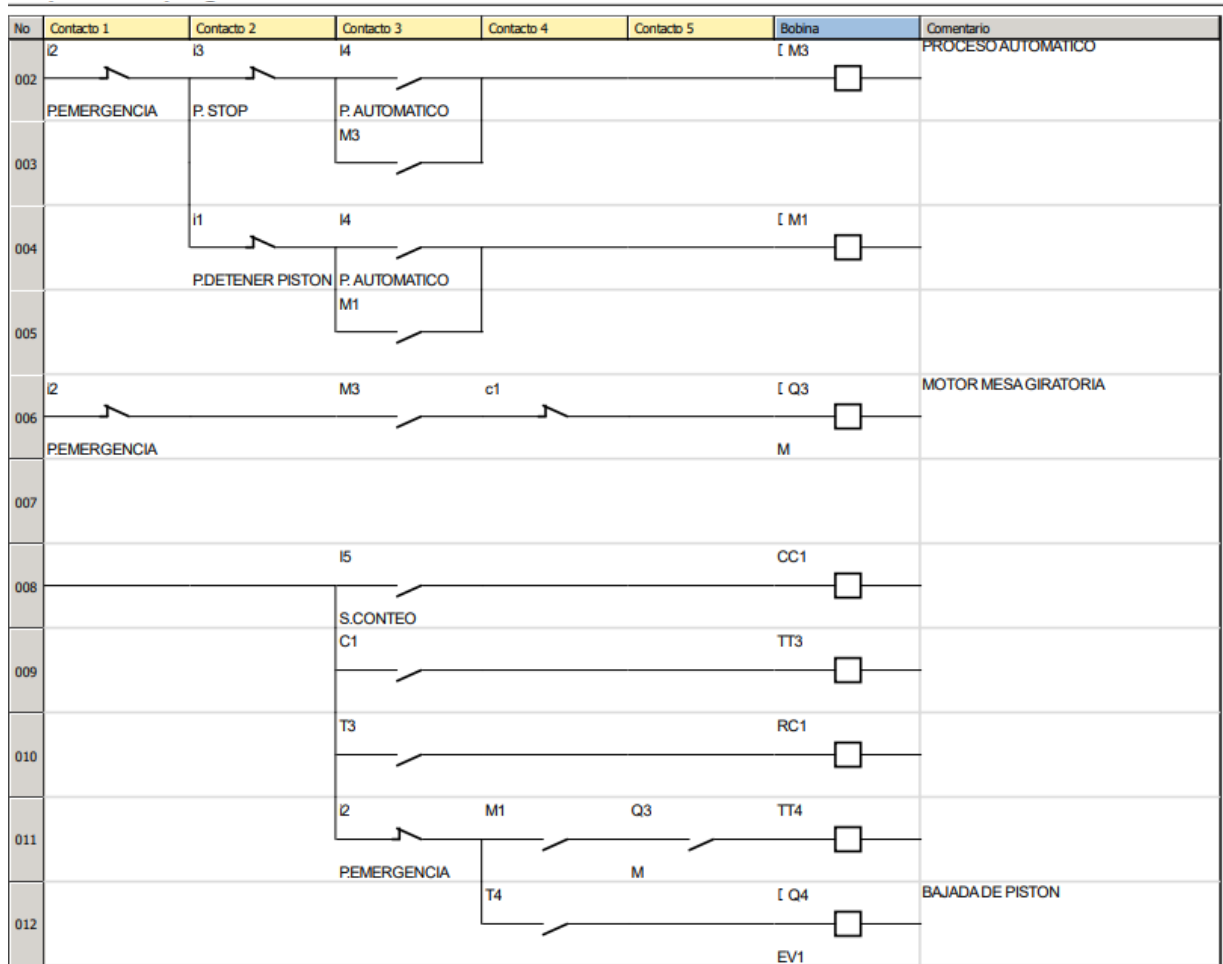 No Contacto 1 Contacto 2 Contacto 3 Contacto 4 Contacto 5 Bobina Comentario
i2 i3 I4 [ M3 PROCESO AUTOMATICO
002
P.EMERGENCIA P. STOP P. AUTOMATICO
M3
003
i1 I4 [ M1
004
P.DETENER PISTON P. AUTOMATICO
M1
005
i2 M3 c1 [ Q3 MOTOR MESA GIRATORIA
006
P.EMERGENCIA M
007
I5 CC1
008
S.CONTEO
C1 TT3
009
T3 RC1
010
i2 M1 Q3 TT4
011
P.EMERGENCIA M
T4 [ Q4 BAJADA DE PISTON
012
EV1